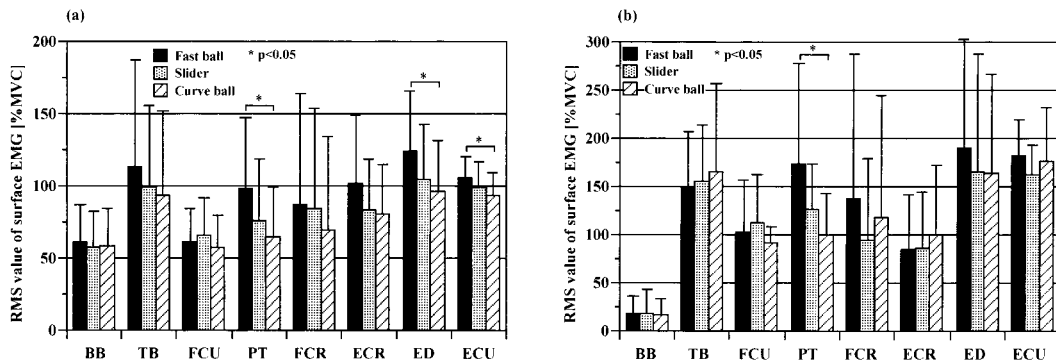 (a)
RMS value of surface EMG [%MVC]
200
150
100
50
0
Fast ball
* p<0.05
Slider
Curve ball
*
*
*
BB TB FCU PT FCR ECR ED ECU
(b)
RMS value of surface EMG [%MVC]
300
250
200
150
100
50
0
Fast ball
* p<0.05
Slider
Curve ball
*
BB TB FCU PT FCR ECR ED ECU